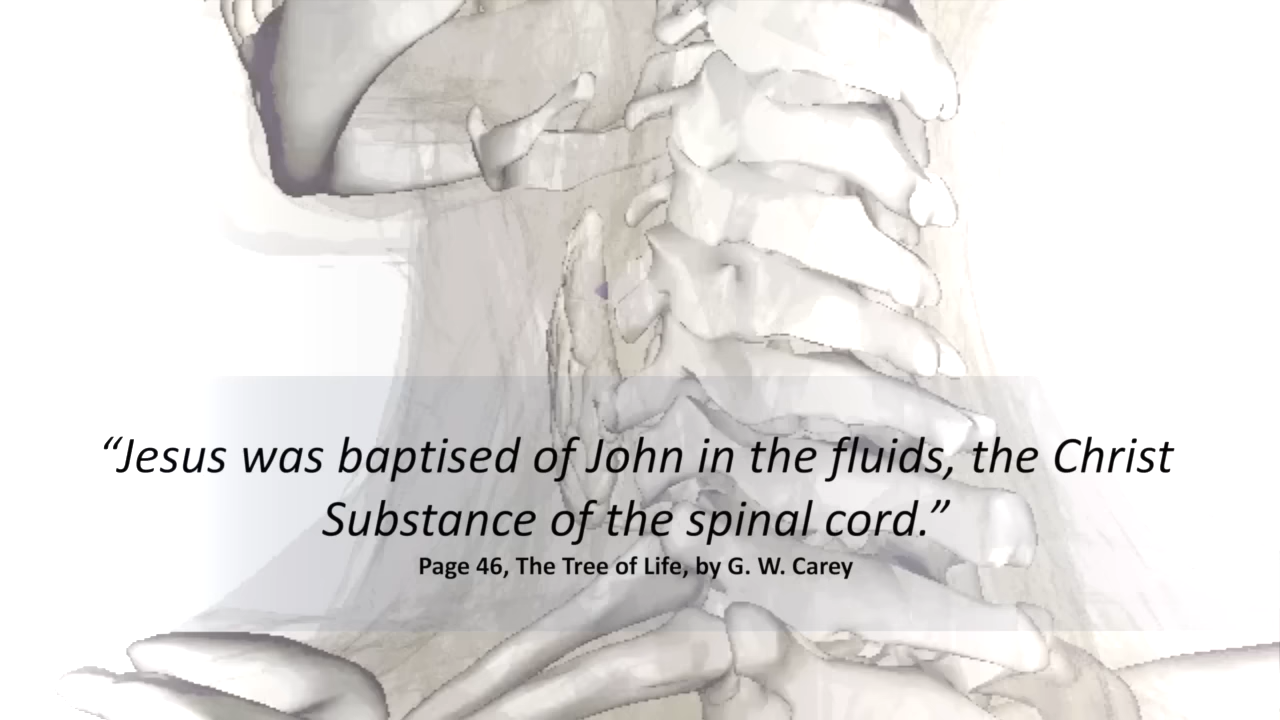 “Jesus was baptised of John in the fluids, the Christ
Substance of the spinal cord.”
Page 46, The Tree of Life, by G. W. Carey